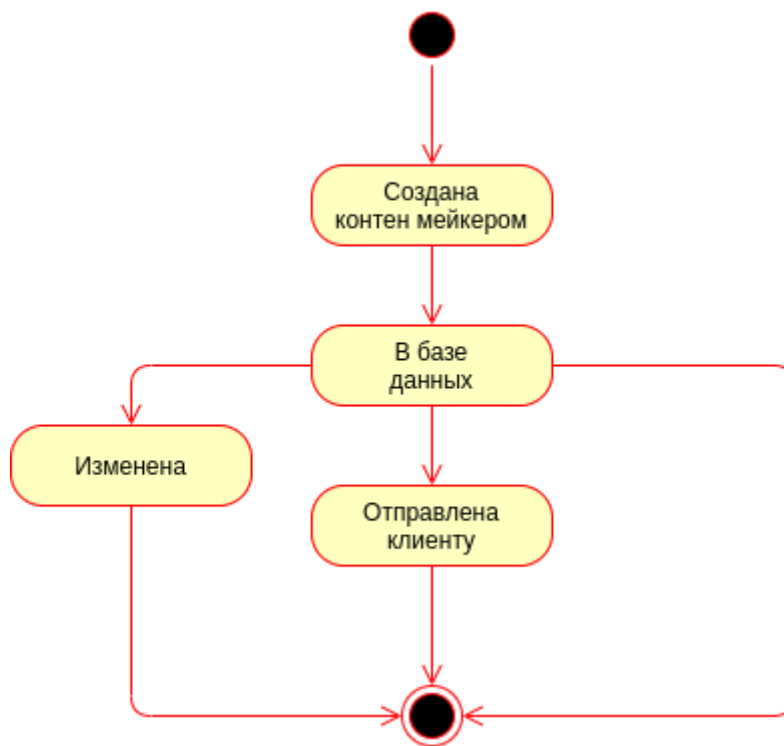 Создана
контен мейкером
В базе
данных
Изменена
Отправлена
клиенту